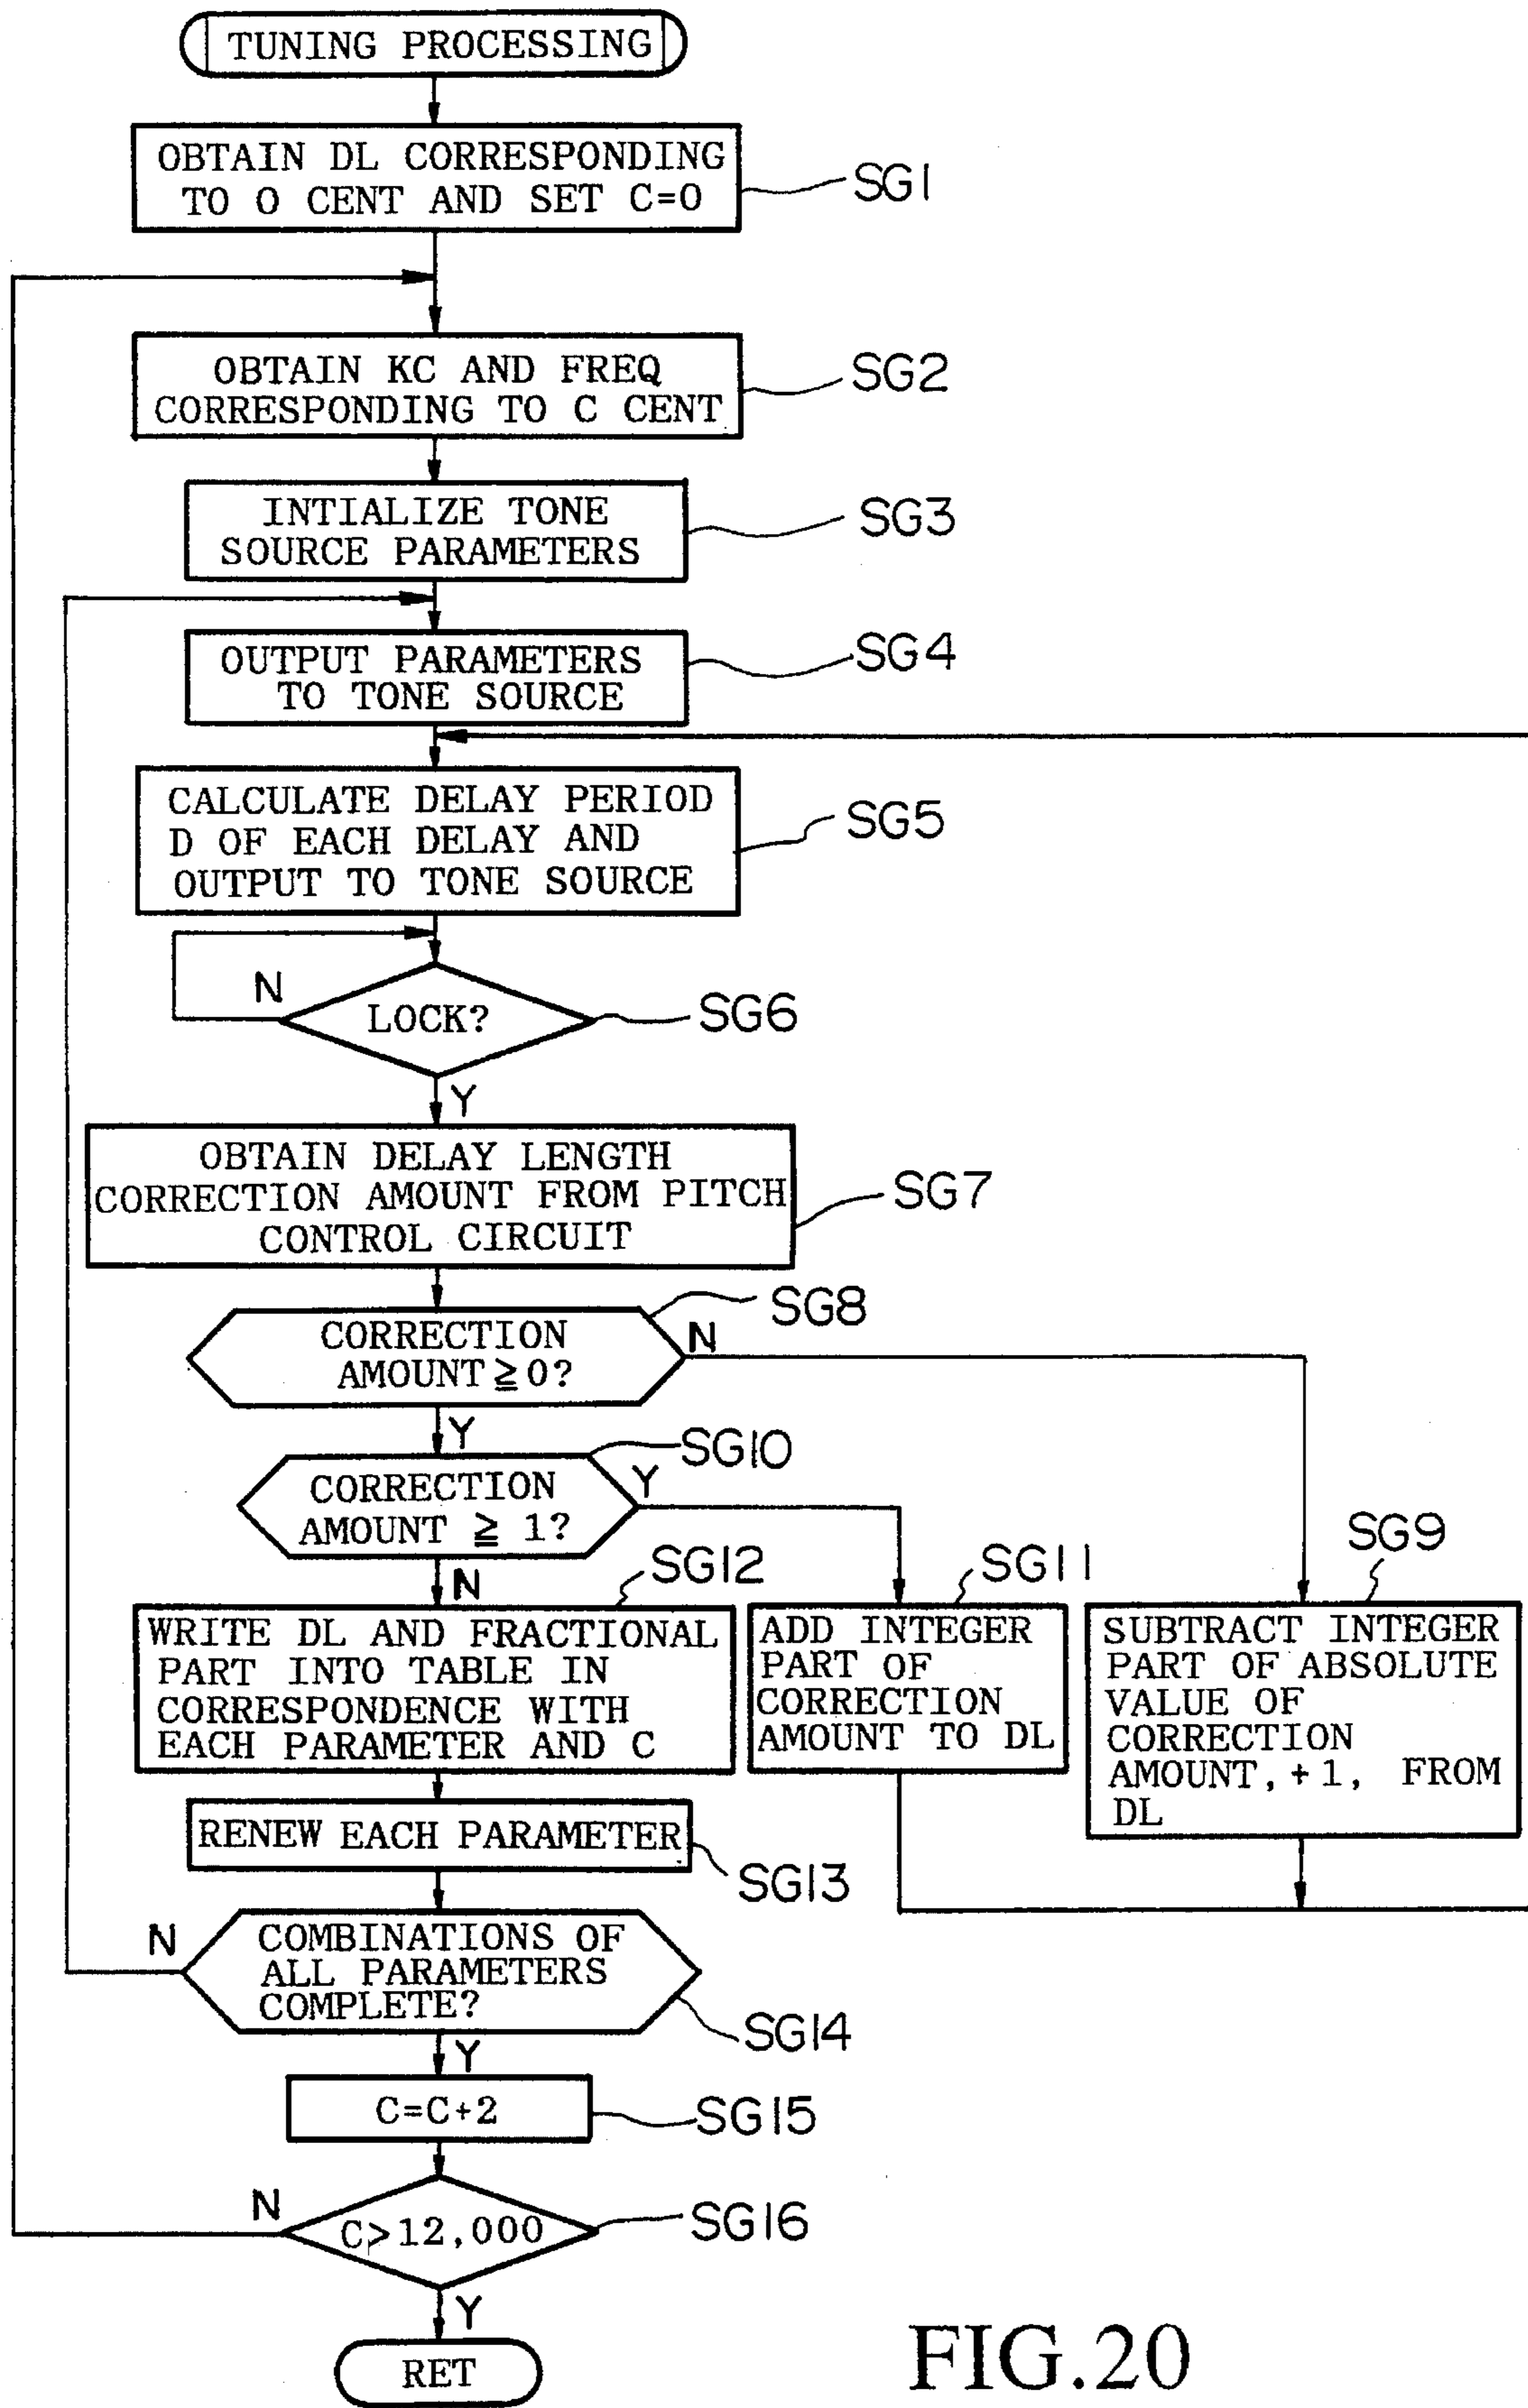 TUNING PROCESSING
OBTAIN DL CORRESPONDING
TO 0 CENT AND SET C=0
SG1
OBTAIN KC AND FREQ
CORRESPONDING TO C CENT
SG2
INTIALIZE TONE
SOURCE PARAMETERS
SG3
OUTPUT PARAMETERS
TO TONE SOURCE
SG4
CALCULATE DELAY PERIOD
D OF EACH DELAY AND
OUTPUT TO TONE SOURCE
SG5
N
LOCK?
SG6
Y
OBTAIN DELAY LENGTH
CORRECTION AMOUNT FROM PITCH
CONTROL CIRCUIT
SG7
SG8
CORRECTION
AMOUNT≧0?
N
Y
SG10
CORRECTION
AMOUNT ≧ 1?
Y
N
SG12
WRITE DL AND FRACTIONAL
PART INTO TABLE IN
CORRESPONDENCE WITH
EACH PARAMETER AND C
SG11
ADD INTEGER
PART OF
CORRECTION
AMOUNT TO DL
SG9
SUBTRACT INTEGER
PART OF ABSOLUTE
VALUE OF
CORRECTION
AMOUNT,+1, FROM
DL
RENEW EACH PARAMETER
SG13
N
COMBINATIONS OF
ALL PARAMETERS
COMPLETE?
SG14
Y
C=C+2
SG15
N
C>12,000
SG16
Y
RET
FIG.20